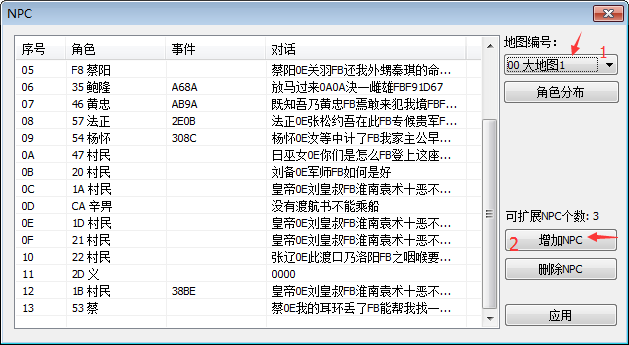 NPC
序号 角色 事件 对话
05 F8 蔡阳 蔡阳0E关羽FB还我外甥秦琪的命...
06 35 鲍隆 A68A 放马过来0A0A決一雌雄FBF91D67
07 46 黄忠 AB9A 既知吾乃黄忠FB焉敢来犯我境FBF...
08 57 法正 2E0B 法正0E张松约吾在此FB专候贵军F...
09 54 杨怀 308C 杨怀0E汝等中计了FB我家主公早...
0A 47 村民 日巫女0E你们是怎么FB登上这座...
0B 20 村民 刘备0E军师FB如何是好
0C 1A 村民 皇帝0E刘皇叔FB淮南袁术十恶不...
0D CA 辛男 没有渡航书不能乘船
0E 1D 村民 皇帝0E刘皇叔FB淮南袁术十恶不...
0F 21 村民 皇帝0E刘皇叔FB淮南袁术十恶不...
10 22 村民 张辽0E此渡口乃洛阳FB之咽喉要...
11 2D 义 0000
12 1B 村民 38BE 皇帝0E刘皇叔FB淮南袁术十恶不...
13 53 蔡 蔡0E我的耳环丢了FB能帮我找一...
地图编号:
1
00 大地图1
角色分布
可扩展NPC个数: 3
2
增加NPC
删除NPC
应用